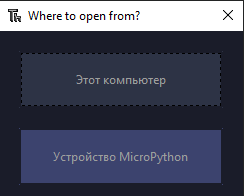 Where to open from?
Этот компьютер
Устройство MicroPython